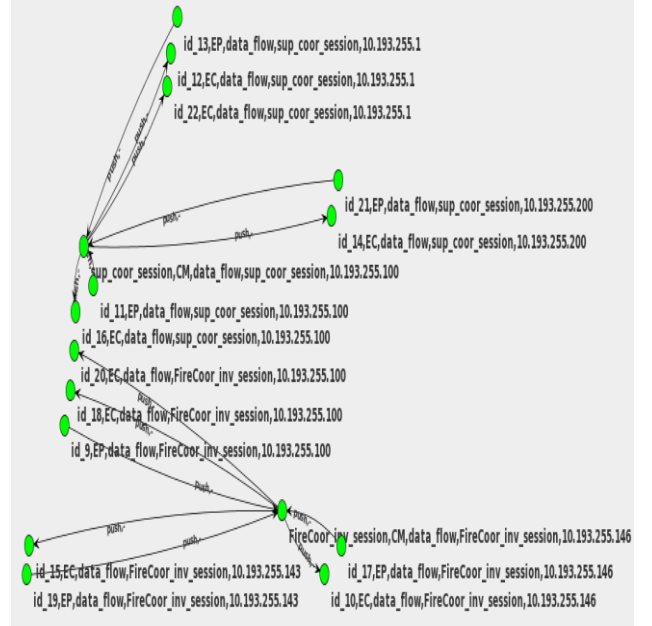 id_13,EP,data_flow,sup_coor_session,10.193.255.1
id_12,EC,data_flow,sup_coor_session,10.193.255.1
id_22,EC,data_flow,sup_coor_session,10.193.255.1
push,-
push,-
push,-
id_21,EP,data_flow,sup_coor_session,10.193.255.200
push,-
push,-
id_14,EC,data_flow,sup_coor_session,10.193.255.200
sup_coor_session,CM,data_flow,sup_coor_session,10.193.255.100
id_11,EP,data_flow,sup_coor_session,10.193.255.100
id_16,EC,data_flow,sup_coor_session,10.193.255.100
id_20,EC,data_flow,FireCoor_inv_session,10.193.255.100
push,-
id_18,EC,data_flow,FireCoor_inv_session,10.193.255.100
push,-
id_9,EP,data_flow,FireCoor_inv_session,10.193.255.100
push,-
push,-
push,-
FireCoor_inv_session,CM,data_flow,FireCoor_inv_session,10.193.255.146
push,-
push,-
id_15,EC,data_flow,FireCoor_inv_session,10.193.255.143
id_17,EP,data_flow,FireCoor_inv_session,10.193.255.146
id_19,EP,data_flow,FireCoor_inv_session,10.193.255.143
id_10,EC,data_flow,FireCoor_inv_session,10.193.255.146